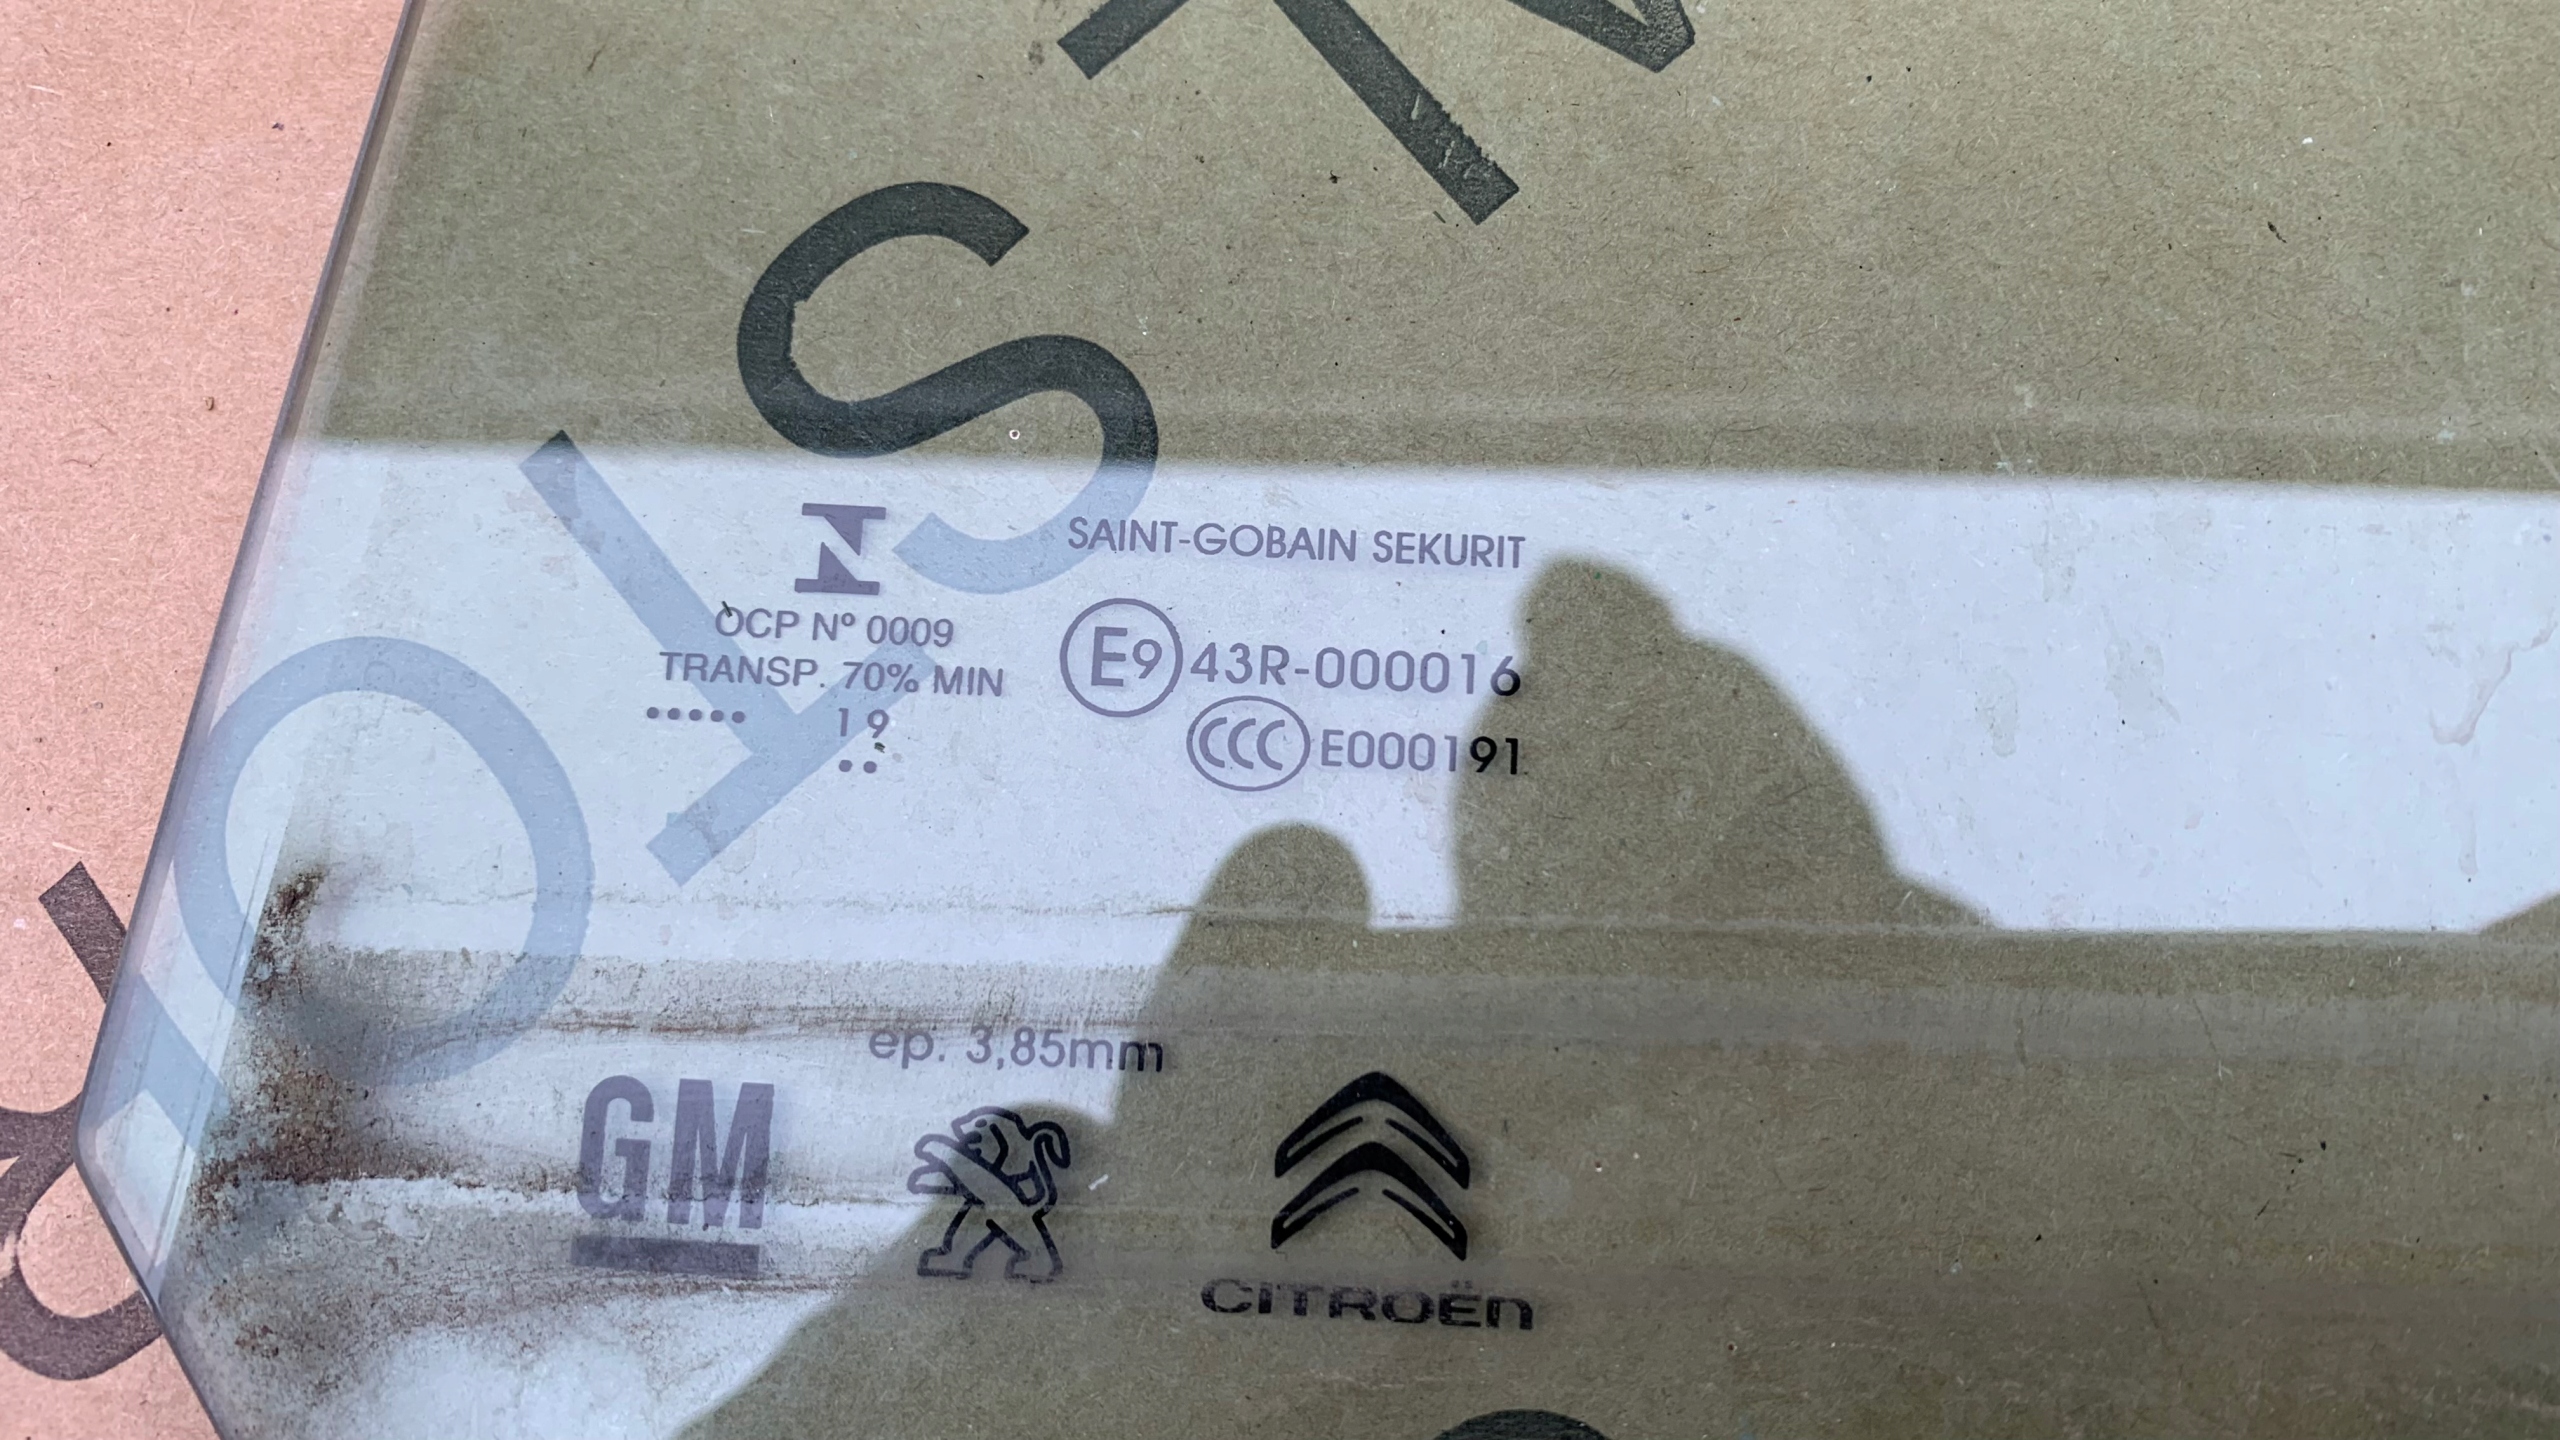 SAINT-GOBAIN SEKURIT
OCP Nº 0009
TRANSP. 70% MIN
19
E9 43R-000016
CCC E000191
ep. 3,85mm
GM
CITROËN